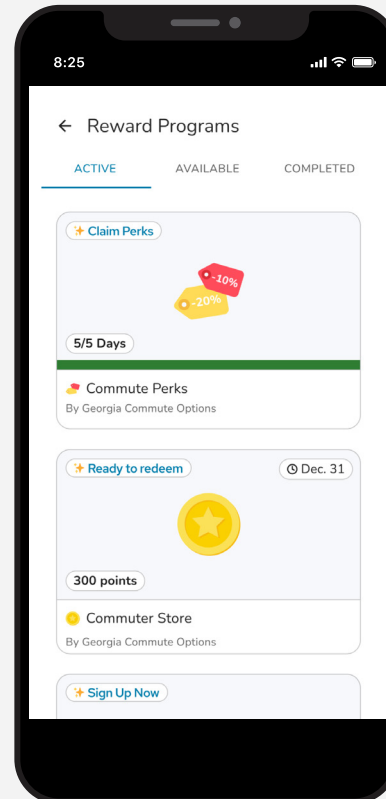 8:25
Reward Programs
ACTIVE AVAILABLE COMPLETED
Claim Perks
-10%
-20%
5/5 Days
Commute Perks
By Georgia Commute Options
Ready to redeem Dec. 31
300 points
Commuter Store
By Georgia Commute Options
Sign Up Now